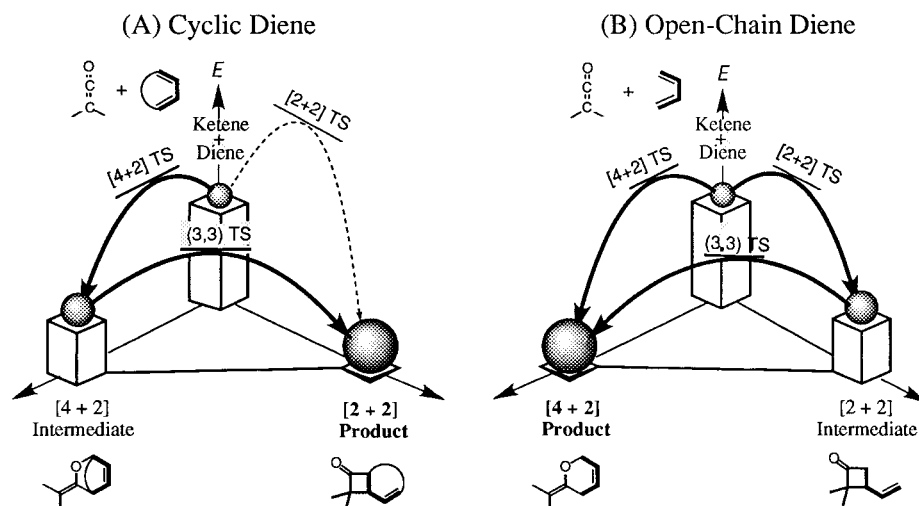 (A) Cyclic Diene
O
C
C
+
E
[2+2] TS
Ketene
+
Diene
[4+2] TS
(3,3) TS
[4 + 2]
Intermediate
O
[2 + 2]
Product
O
(B) Open-Chain Diene
O
C
C
+
E
Ketene
+
Diene
[4+2] TS
[2+2] TS
(3,3) TS
[4 + 2]
Product
O
[2 + 2]
Intermediate
O